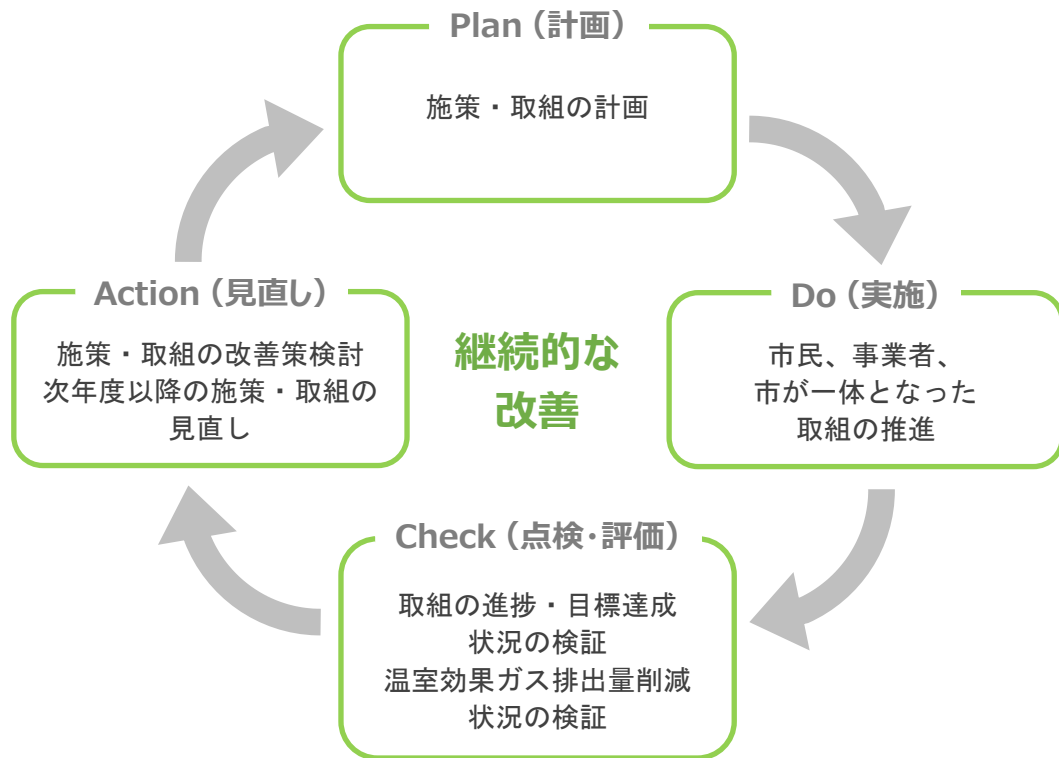 Plan（計画）
施策・取組の計画
Do（実施）
市民、事業者、
市が一体となった
取組の推進
Check（点検・評価）
取組の進捗・目標達成
状況の検証
温室効果ガス排出量削減
状況の検証
Action（見直し）
施策・取組の改善策検討
次年度以降の施策・取組の
見直し
継続的な
改善